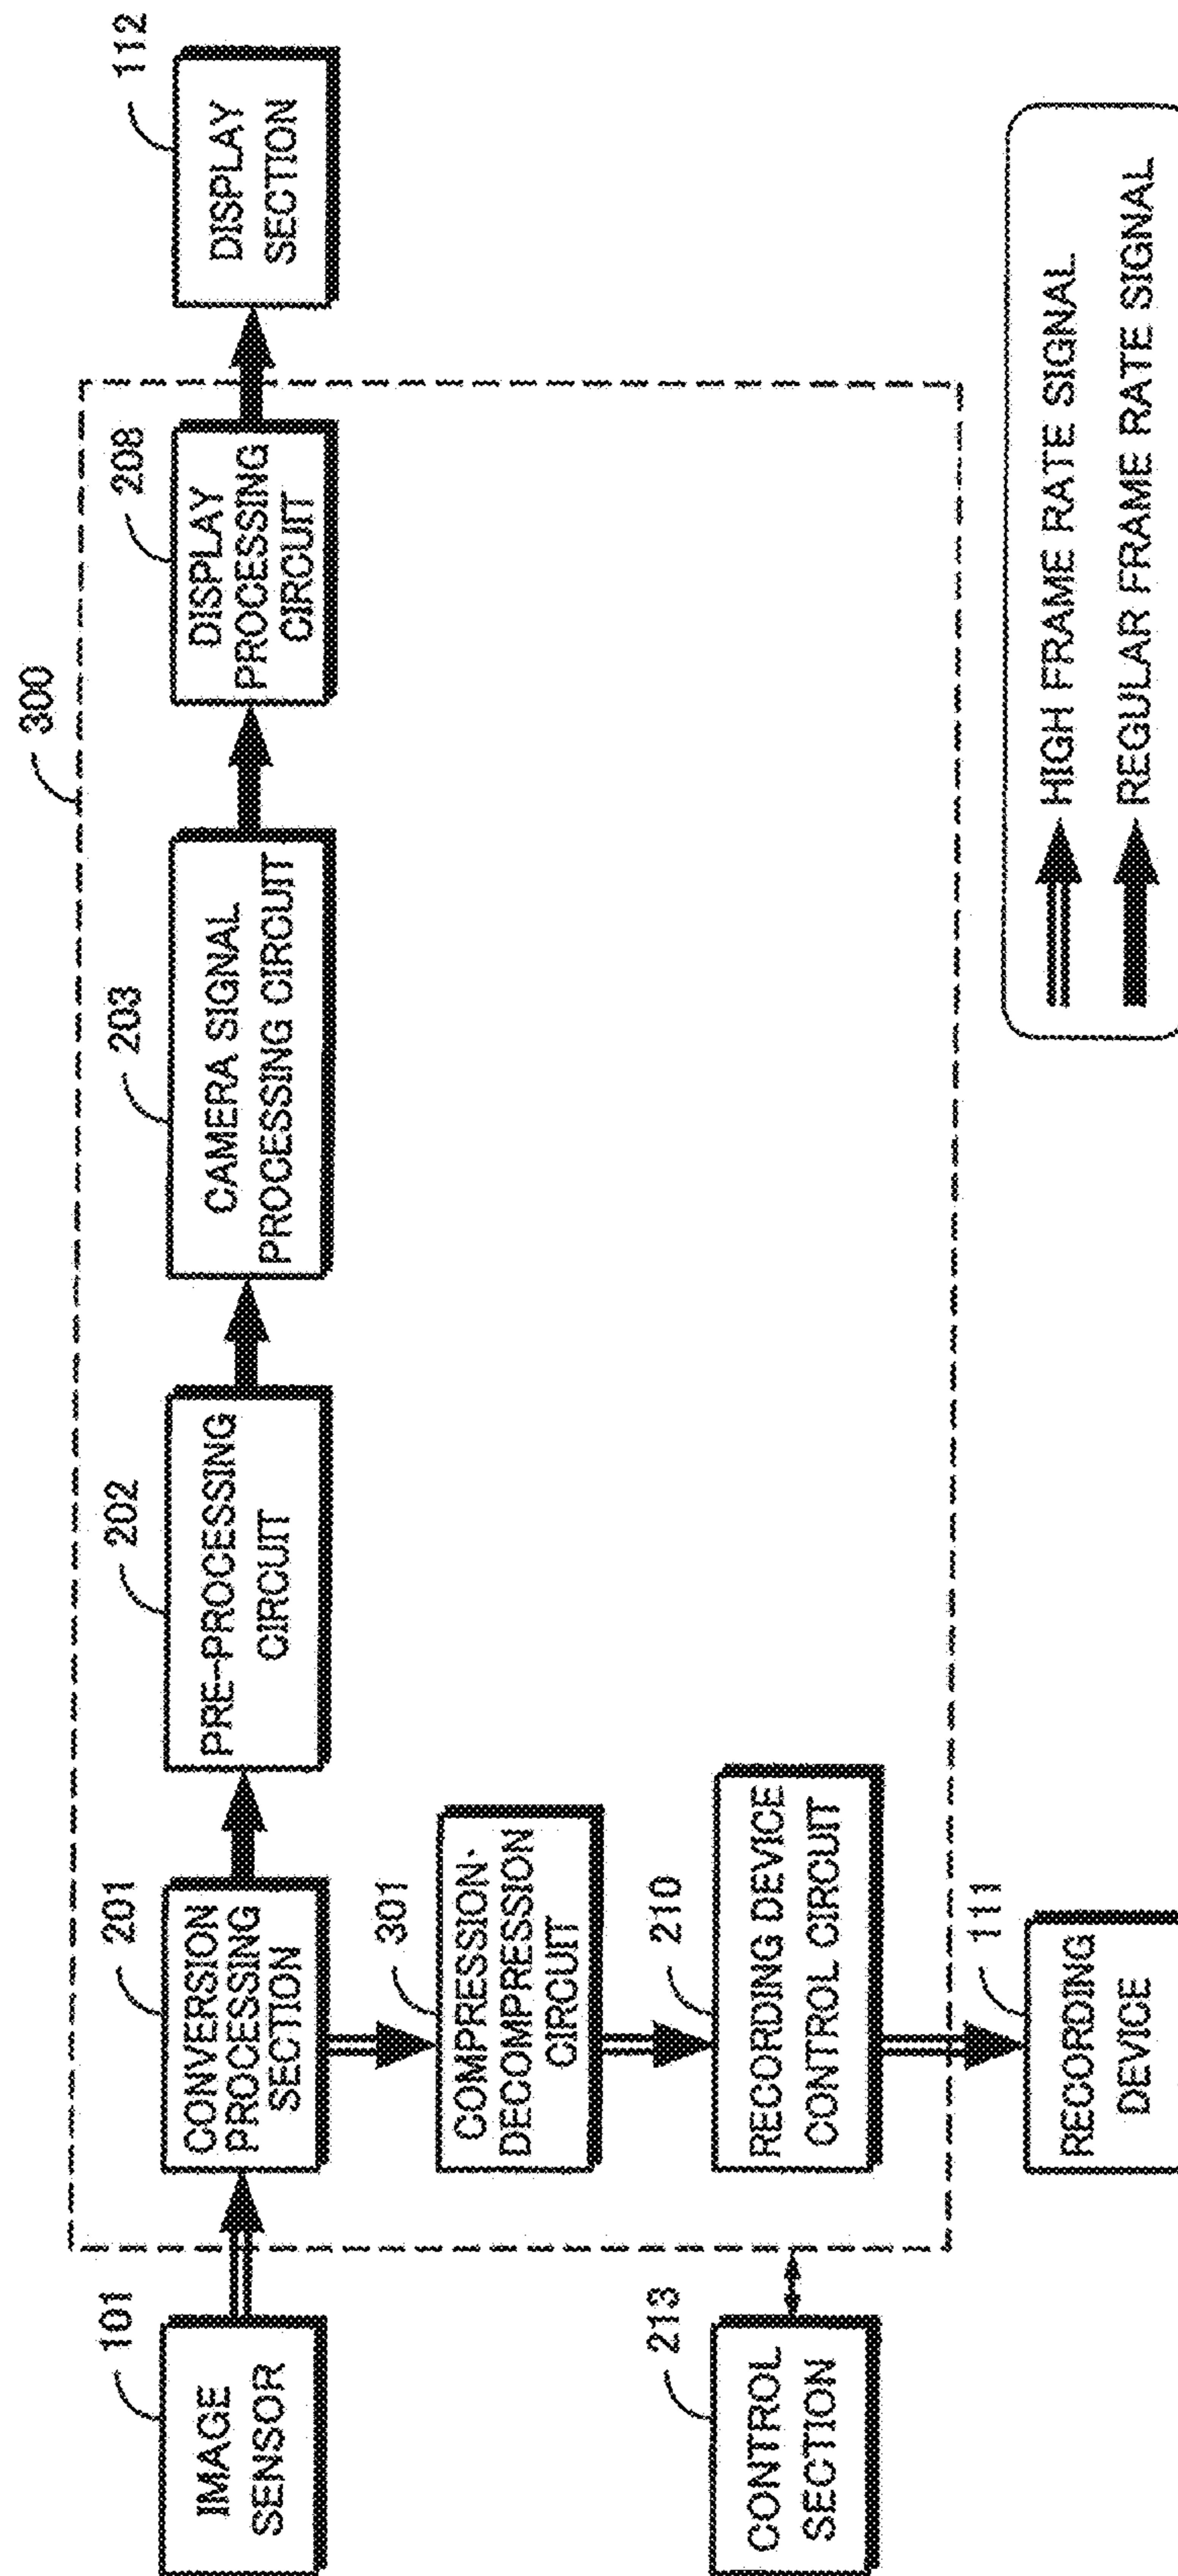 300
101
IMAGE
SENSOR
201
CONVERSION
PROCESSING
SECTION
202
PRE-PROCESSING
CIRCUIT
203
CAMERA SIGNAL
PROCESSING CIRCUIT
208
DISPLAY
PROCESSING
CIRCUIT
112
DISPLAY
SECTION
301
COMPRESSION-
DECOMPRESSION
CIRCUIT
213
CONTROL
SECTION
210
RECORDING DEVICE
CONTROL CIRCUIT
111
RECORDING
DEVICE
HIGH FRAME RATE SIGNAL
REGULAR FRAME RATE SIGNAL